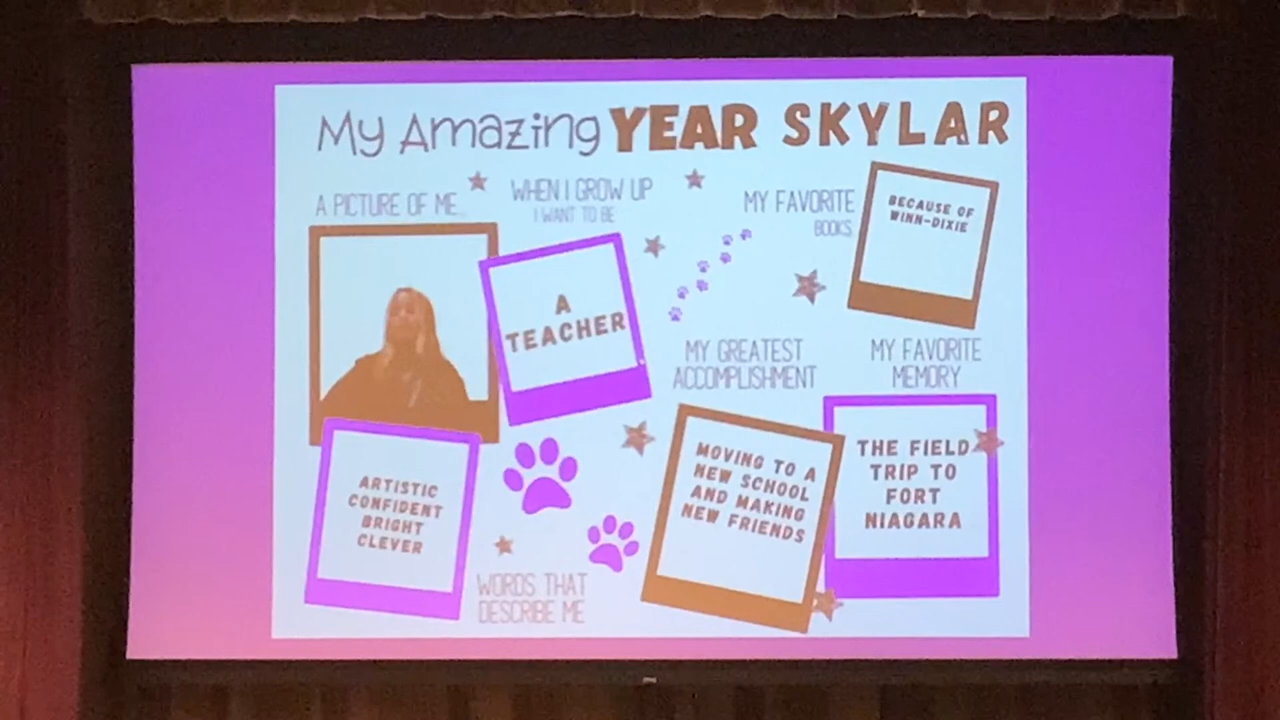 My Amazing YEAR SKYLAR
A PICTURE OF ME...
WHEN I GROW UP
I WANT TO BE
A
TEACHER
MY FAVORITE
BOOKS
BECAUSE OF
WINN-DIXIE
ARTISTIC
CONFIDENT
BRIGHT
CLEVER
WORDS THAT
DESCRIBE ME
MY GREATEST
ACCOMPLISHMENT
MOVING TO A
NEW SCHOOL
AND MAKING
NEW FRIENDS
MY FAVORITE
MEMORY
THE FIELD
TRIP TO
FORT
NIAGARA